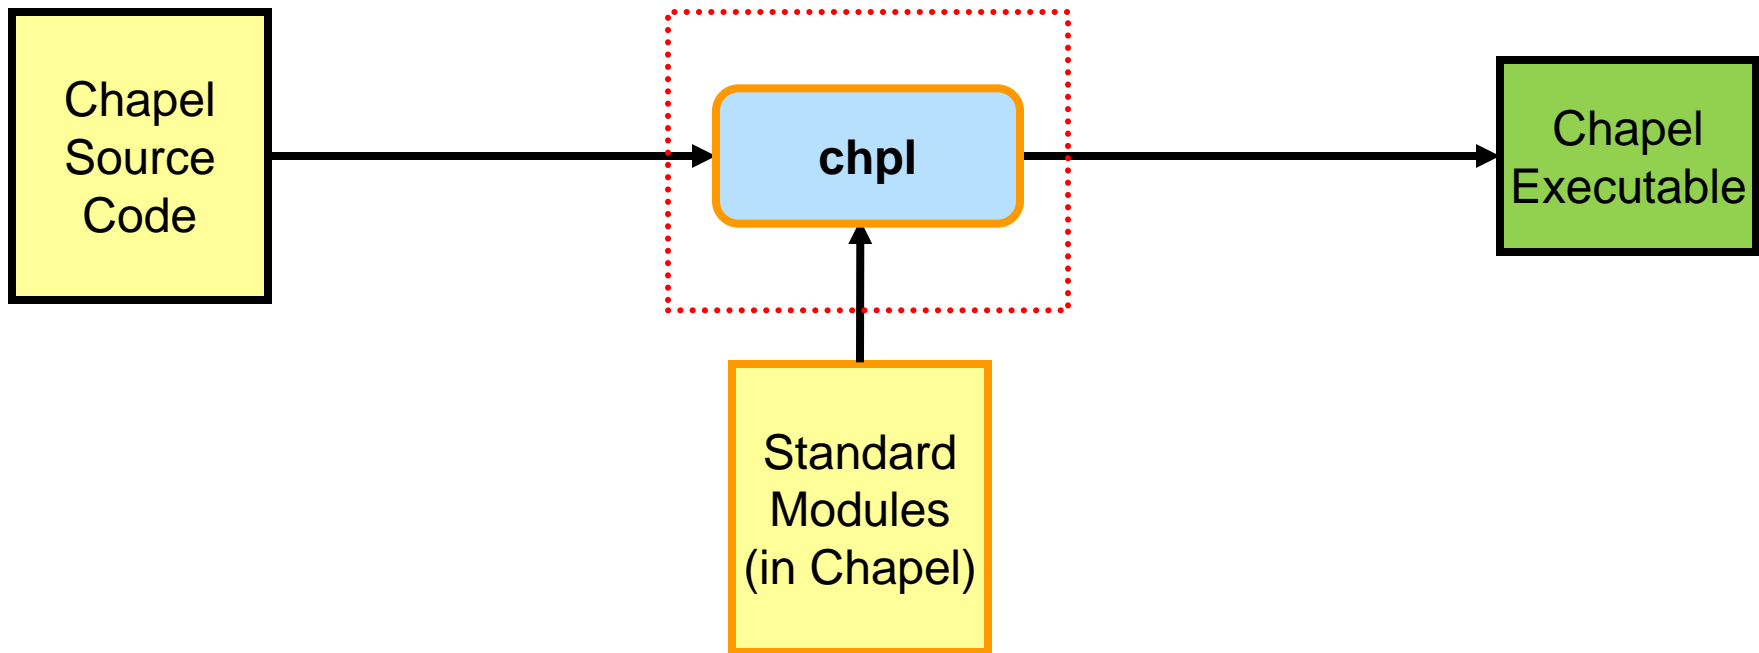 Chapel
Source
Code
chpl
Chapel
Executable
Standard
Modules
(in Chapel)